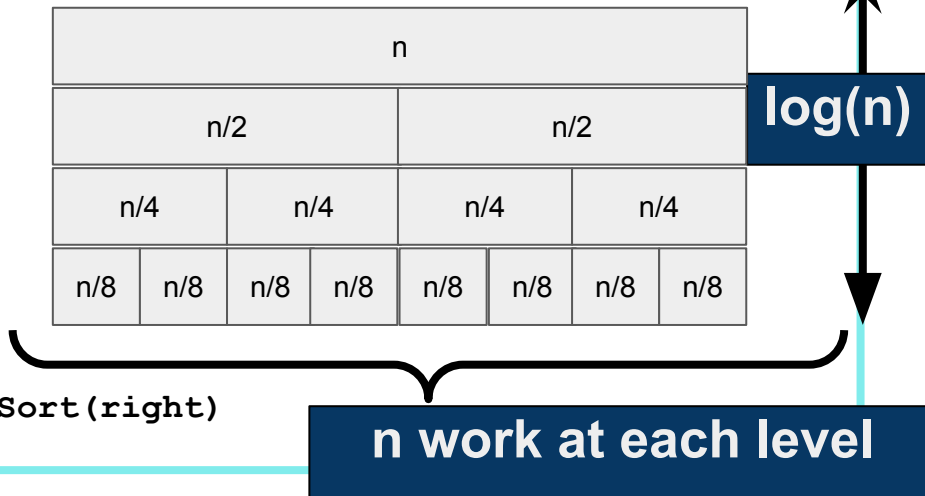 n
n/2 n/2
log(n)
n/4 n/4 n/4 n/4
n/8 n/8 n/8 n/8 n/8 n/8 n/8 n/8
Sort(right)
n work at each level